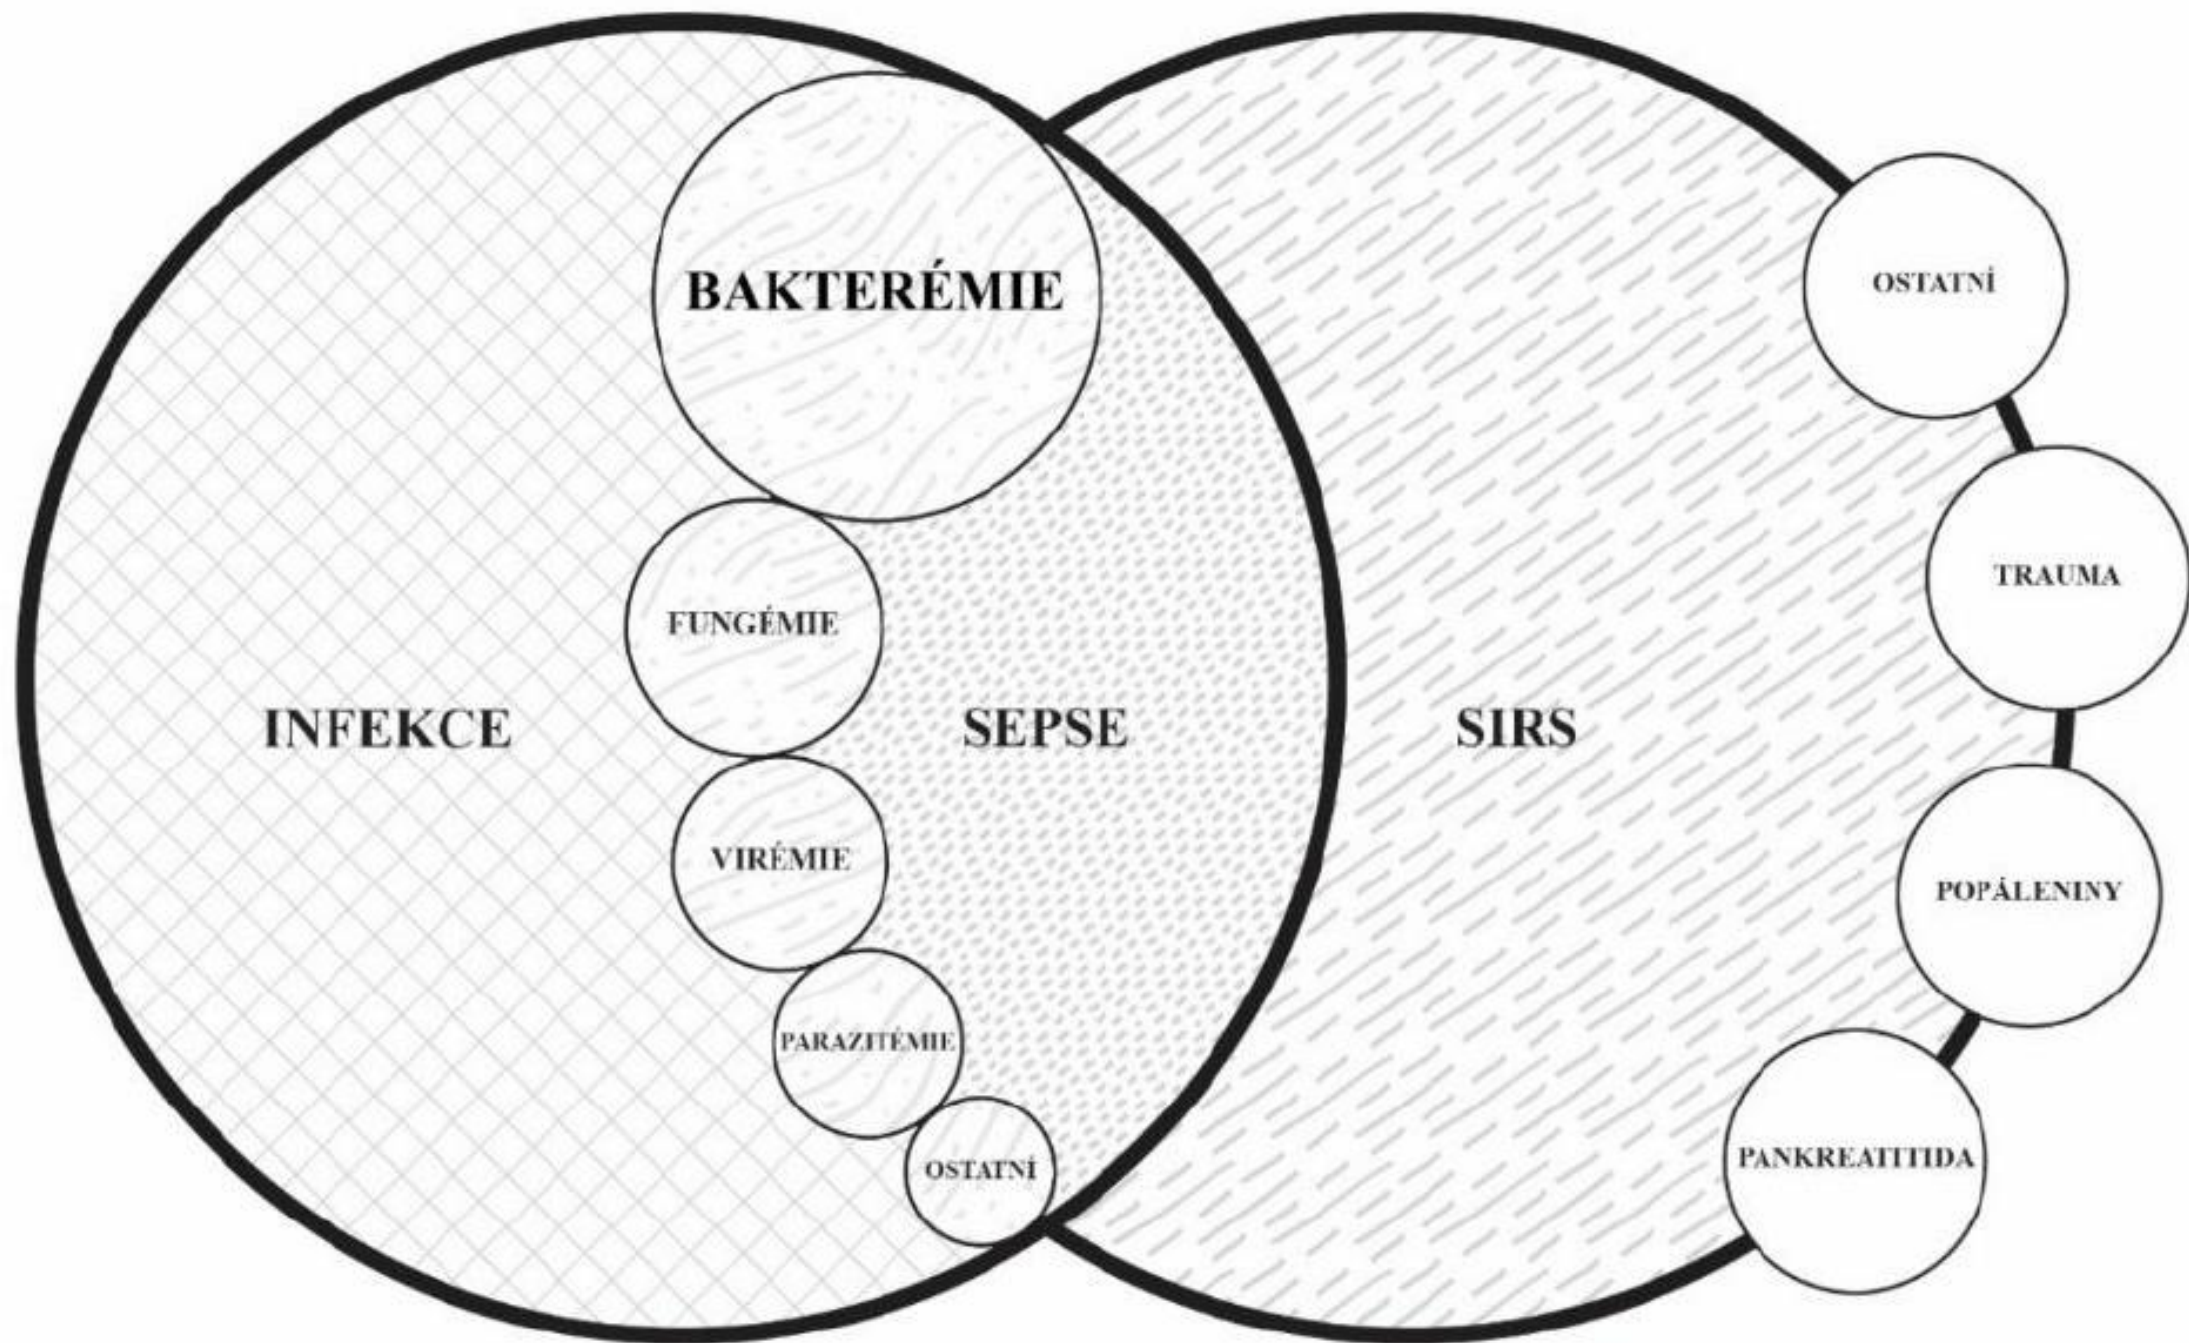 BAKTERÉMIE
OSTATNÍ
TRAUMA
FUNGÉMIE
INFEKCE
SEPSE
SIRS
VIRÉMIE
POPÁLENINY
PARAZITÉMIE
OSTATNÍ
PANKREATITIDA